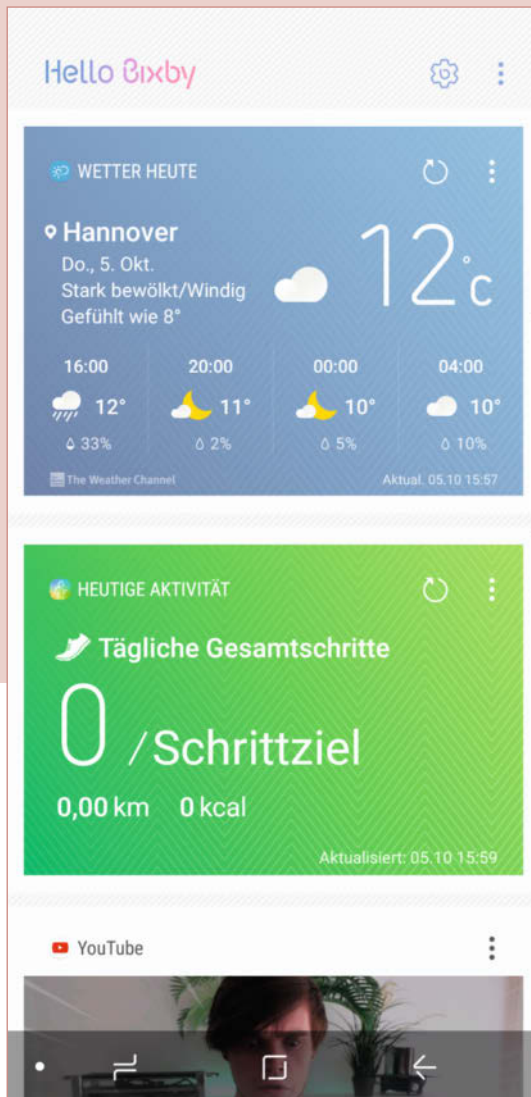 Hello Bixby
WETTER HEUTE
Hannover
Do., 5. Okt.
Stark bewölkt/Windig
Gefühlt wie 8°
12°C
16:00 20:00 00:00 04:00
12° 11° 10° 10°
33% 2% 5% 10%
The Weather Channel Aktual. 05.10 15:57
HEUTIGE AKTIVITÄT
Tägliche Gesamtschritte
0 /Schrittziel
0,00 km 0 kcal
Aktualisiert: 05.10 15:59
YouTube